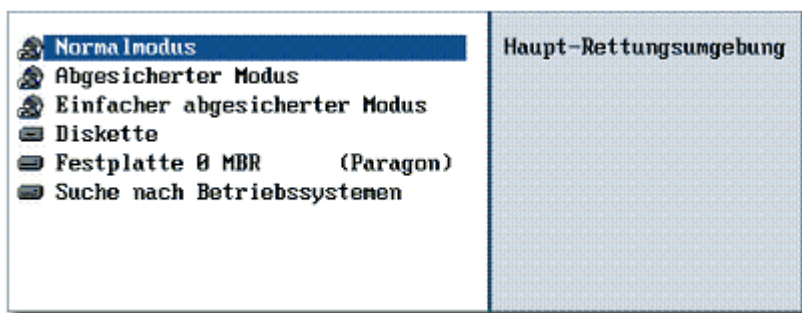 Normalmodus
Abgesicherter Modus
Einfacher abgesicherter Modus
Diskette
Festplatte 0 MBR (Paragon)
Suche nach Betriebssystemen
Haupt-Rettungsumgebung